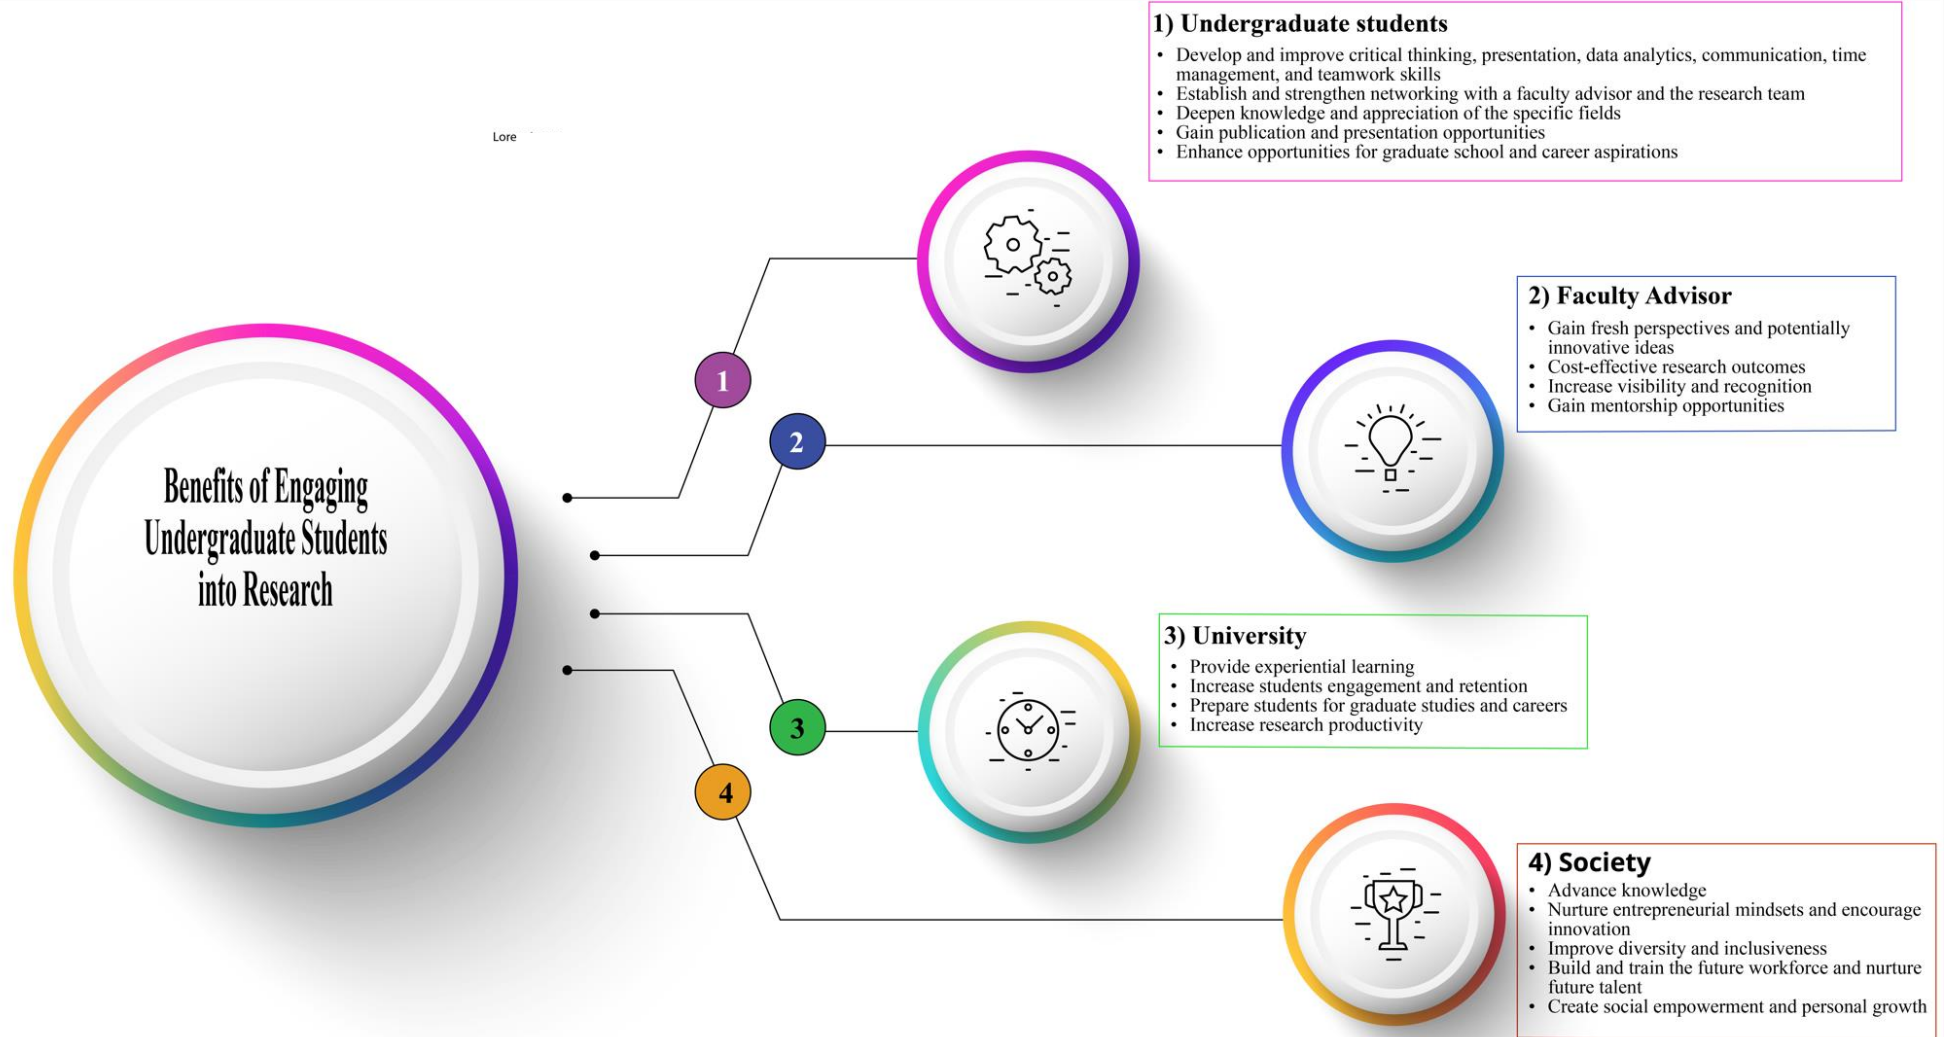 Lore
Benefits of Engaging
Undergraduate Students
into Research
1
2
3
4
1) Undergraduate students
• Develop and improve critical thinking, presentation, data analytics, communication, time
management, and teamwork skills
• Establish and strengthen networking with a faculty advisor and the research team
• Deepen knowledge and appreciation of the specific fields
• Gain publication and presentation opportunities
• Enhance opportunities for graduate school and career aspirations
2) Faculty Advisor
• Gain fresh perspectives and potentially
innovative ideas
• Cost-effective research outcomes
• Increase visibility and recognition
• Gain mentorship opportunities
3) University
• Provide experiential learning
• Increase students engagement and retention
• Prepare students for graduate studies and careers
• Increase research productivity
4) Society
• Advance knowledge
• Nurture entrepreneurial mindsets and encourage
innovation
• Improve diversity and inclusiveness
• Build and train the future workforce and nurture
future talent
• Create social empowerment and personal growth